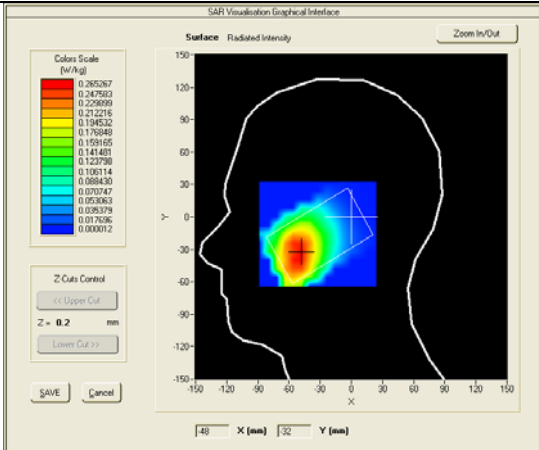 SAR Visualisation Graphical Interface
Surface Radiated Intensity
Zoom In/Out
Colors Scale
(W/kg)
0.265267
0.247583
0.229899
0.212216
0.194532
0.176848
0.159165
0.141481
0.123798
0.106114
0.088430
0.070747
0.053063
0.035379
0.017696
0.000012
Z-Cuts Control
<< Upper Cut
Z = 0.2 mm
Lower Cut >>
SAVE Cancel
150
120
90
60
30
0
-30
-60
-90
-120
-150
Y
-150 -120 -90 -60 -30 0 30 60 90 120 150
X
-48 X (mm) -32 Y (mm)